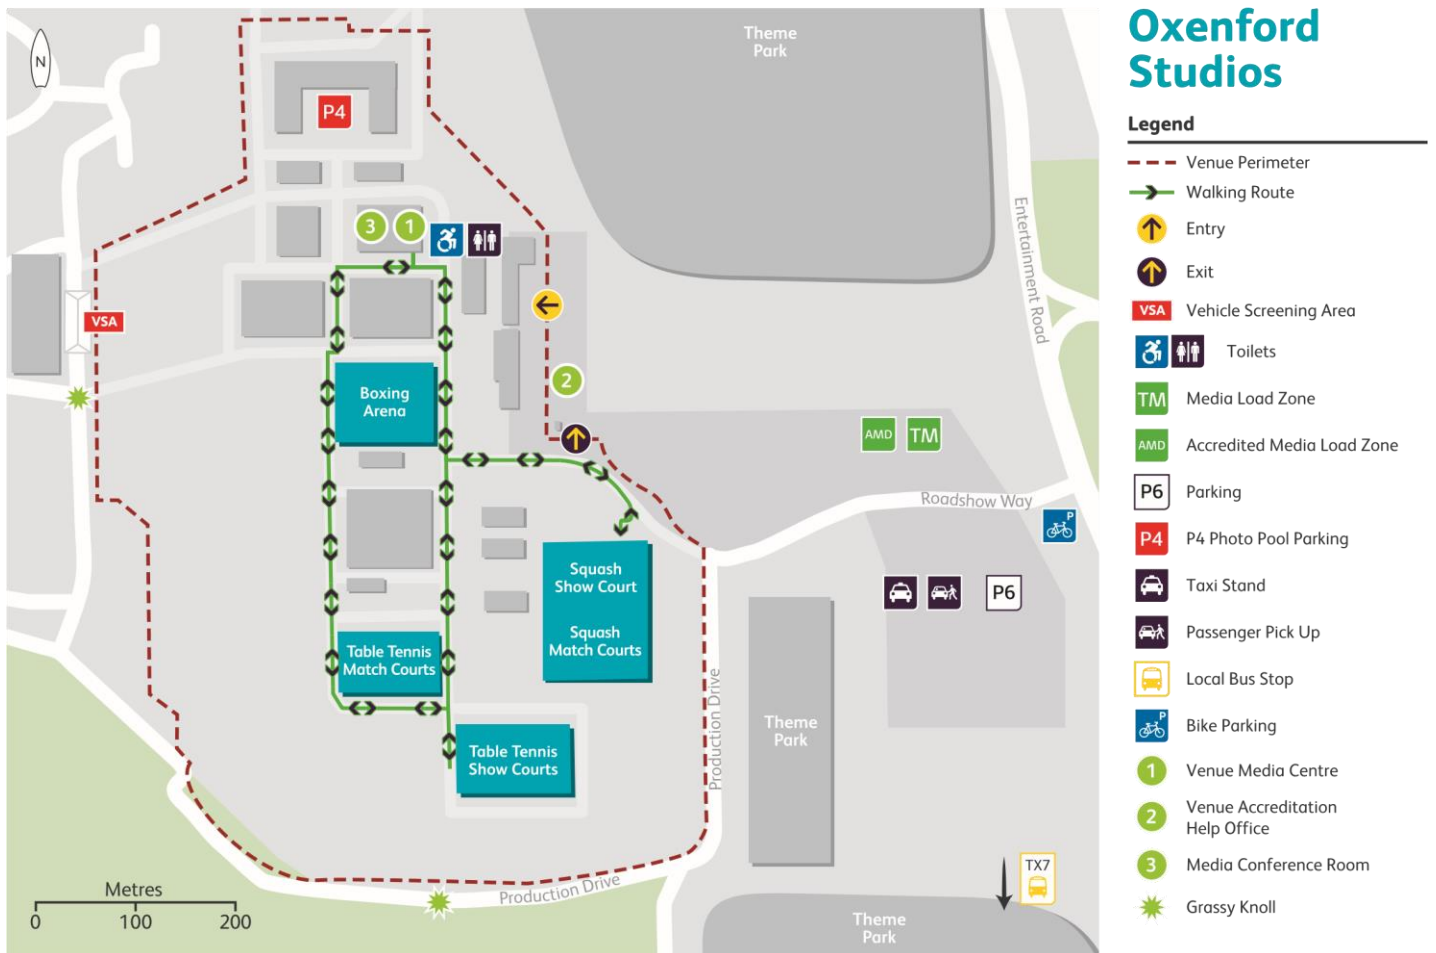 Oxenford
Studios
Legend
Venue Perimeter
Walking Route
Entry
Exit
VSA Vehicle Screening Area
Toilets
TM Media Load Zone
AMD Accredited Media Load Zone
P6 Parking
P4 P4 Photo Pool Parking
Taxi Stand
Passenger Pick Up
Local Bus Stop
P Bike Parking
1 Venue Media Centre
2 Venue Accreditation
Help Office
3 Media Conference Room
Grassy Knoll
N
Theme
Park
P4
3
1
Entertainment Road
VSA
2
Boxing
Arena
AMD
TM
Roadshow Way
P
Squash
Show Court
Squash
Match Courts
P6
Table Tennis
Match Courts
Production Drive
Theme
Park
Table Tennis
Show Courts
TX7
Production Drive
Metres
0 100 200
Theme
Park